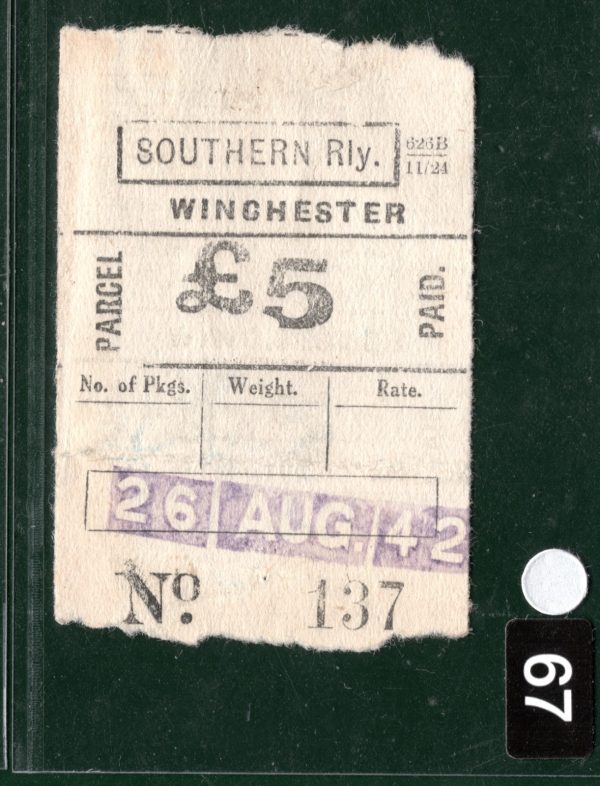 SOUTHERN Rly.
626B
11/24
WINCHESTER
PARCEL
£5
PAID.
No. of Pkgs.
Weight.
Rate.
26 AUG. 42
No. 137
67